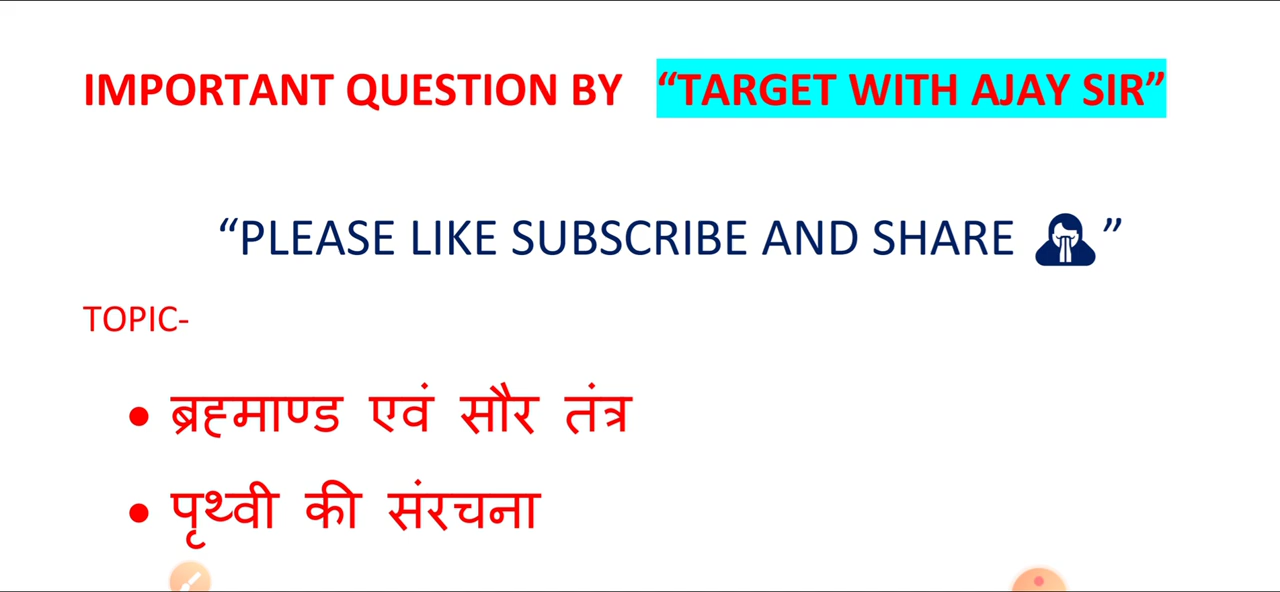 IMPORTANT QUESTION BY “TARGET WITH AJAY SIR”
“PLEASE LIKE SUBSCRIBE AND SHARE ”
TOPIC-
• ब्रह्माण्ड एवं सौर तंत्र
• पृथ्वी की संरचना